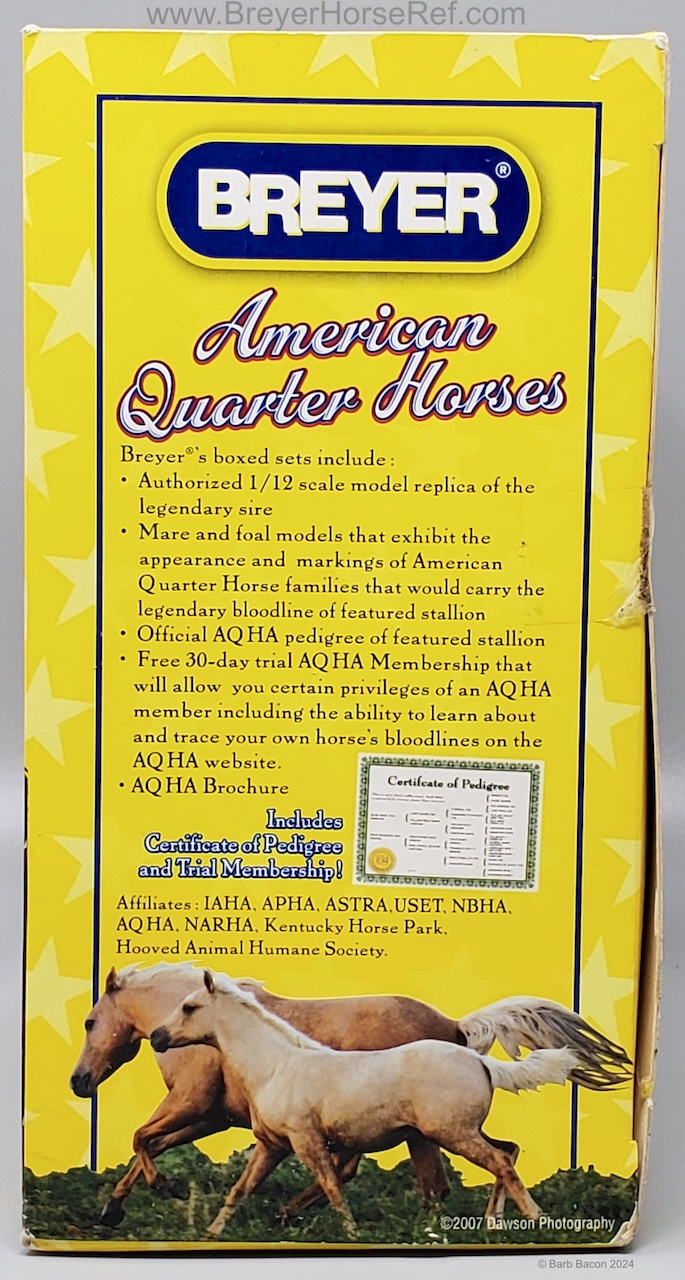 www.BreyerHorseRef.com
BREYER®
American
Quarter Horses
Breyer®'s boxed sets include:
• Authorized 1/12 scale model replica of the
legendary sire
• Mare and foal models that exhibit the
appearance and markings of American
Quarter Horse families that would carry the
legendary bloodline of featured stallion
• Official AQHA pedigree of featured stallion
• Free 30-day trial AQHA Membership that
will allow you certain privileges of an AQHA
member including the ability to learn about
and trace your own horse's bloodlines on the
AQHA website.
• AQHA Brochure
Includes
Certificate of Pedigree
and Trial Membership!
Certifcate of Pedigree
Affiliates: IAHA, APHA, ASTRA, USET, NBHA,
AQHA, NARHA, Kentucky Horse Park,
Hooved Animal Humane Society.
©2007 Dawson Photography
© Barb Bacon 2024